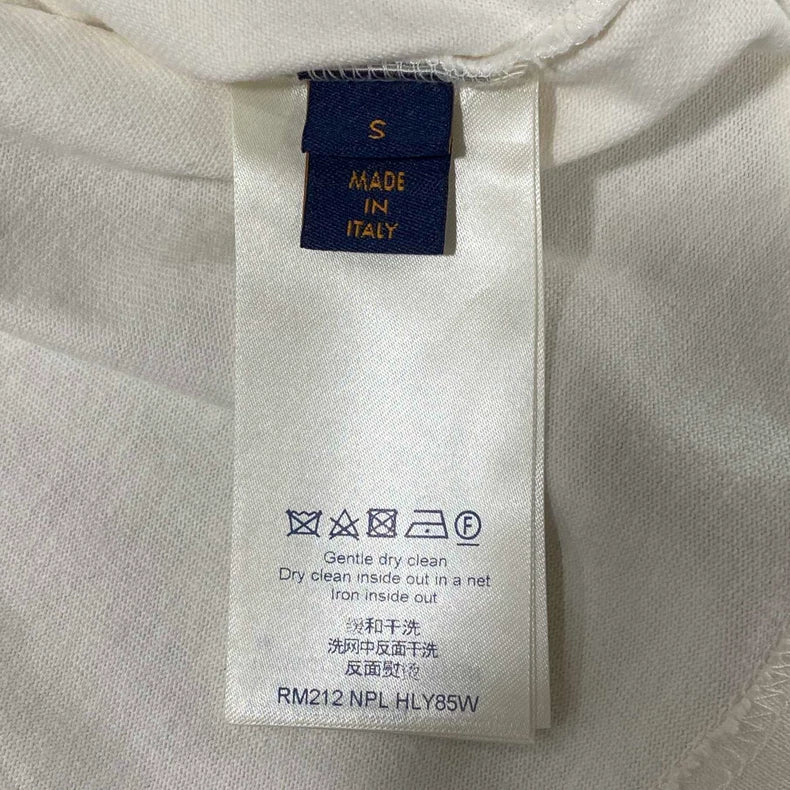 S
MADE
IN
ITALY
F
Gentle dry clean
Dry clean inside out in a net
Iron inside out
缓和干洗
洗网中反面干洗
反面熨烫
RM212 NPL HLY85W